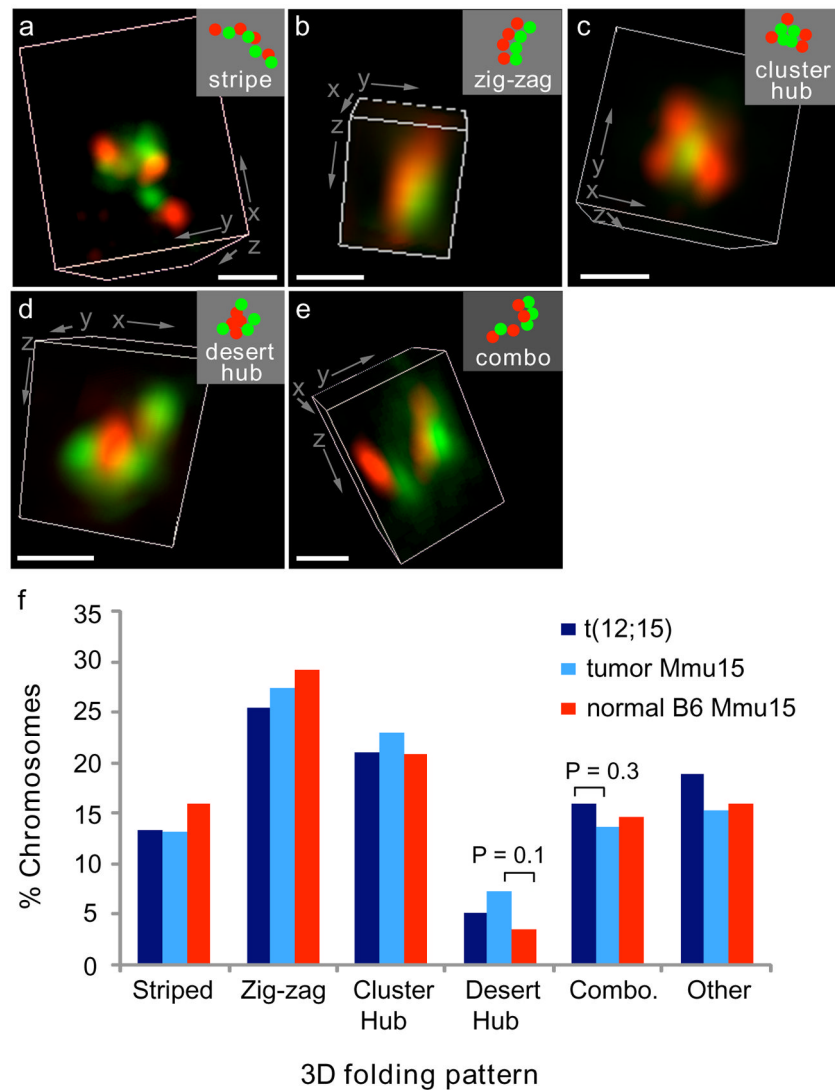 a
stripe
y
x
z
b
zig-zag
x
y
z
c
cluster
hub
y
x
z
d
desert
hub
z
y
x
e
combo
x
y
z
f
% Chromosomes
35
30
25
20
15
10
5
0
t(12;15)
tumor Mmu15
normal B6 Mmu15
P = 0.1
P = 0.3
Striped
Zig-zag
Cluster
Hub
Desert
Hub
Combo.
Other
3D folding pattern